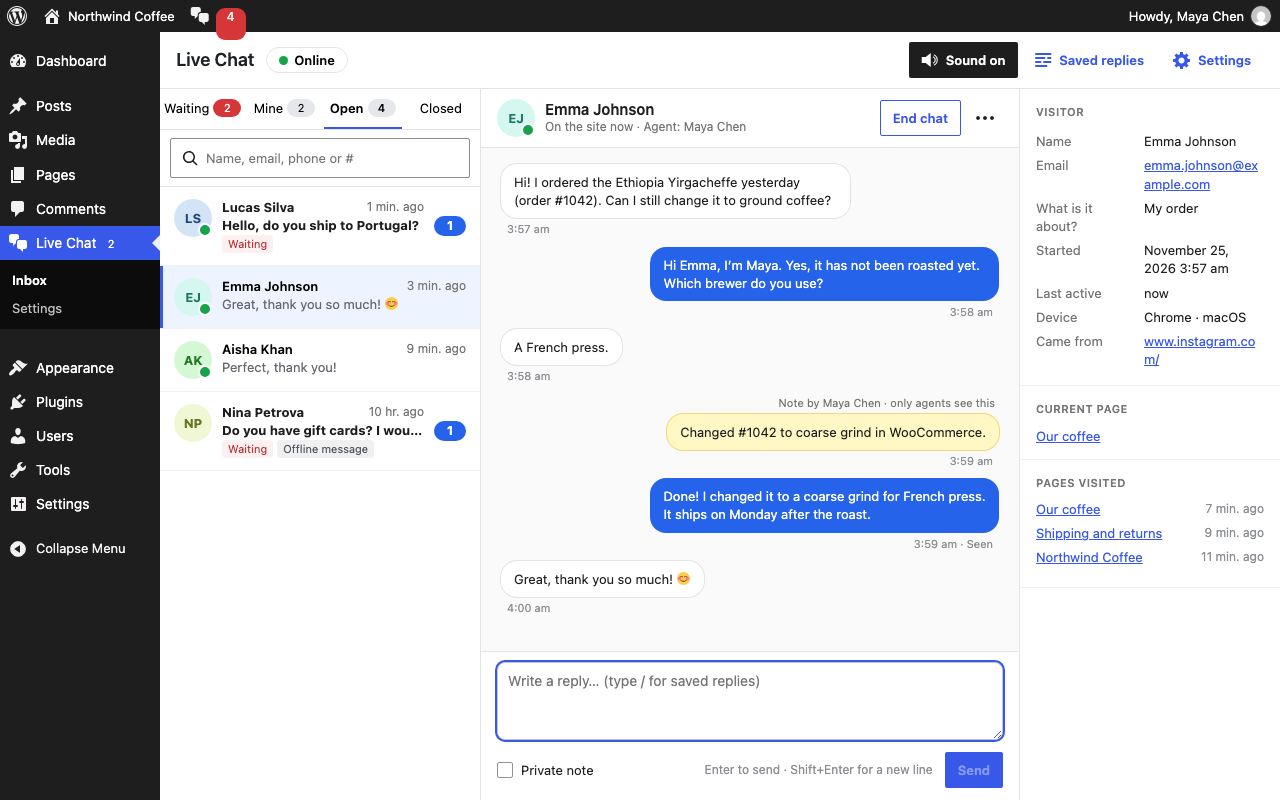 Northwind Coffee
4
Howdy, Maya Chen
Dashboard
Posts
Media
Pages
Comments
Live Chat 2
Inbox
Settings
Appearance
Plugins
Users
Tools
Settings
Collapse Menu
Live Chat
Online
Sound on
Saved replies
Settings
Waiting 2
Mine 2
Open 4
Closed
Name, email, phone or #
LS
Lucas Silva
1 min. ago
Hello, do you ship to Portugal?
1
Waiting
EJ
Emma Johnson
3 min. ago
Great, thank you so much! 😊
AK
Aisha Khan
9 min. ago
Perfect, thank you!
NP
Nina Petrova
10 hr. ago
Do you have gift cards? I wou...
1
Waiting
Offline message
EJ
Emma Johnson
On the site now · Agent: Maya Chen
End chat
Hi! I ordered the Ethiopia Yirgacheffe yesterday
(order #1042). Can I still change it to ground coffee?
3:57 am
Hi Emma, I’m Maya. Yes, it has not been roasted yet.
Which brewer do you use?
3:58 am
A French press.
3:58 am
Note by Maya Chen · only agents see this
Changed #1042 to coarse grind in WooCommerce.
3:59 am
Done! I changed it to a coarse grind for French press.
It ships on Monday after the roast.
3:59 am · Seen
Great, thank you so much! 😊
4:00 am
Write a reply... (type / for saved replies)
Private note
Enter to send · Shift+Enter for a new line
Send
VISITOR
Name
Emma Johnson
Email
emma.johnson@ex
ample.com
What is it
about?
My order
Started
November 25,
2026 3:57 am
Last active
now
Device
Chrome · macOS
Came from
www.instagram.co
m/
CURRENT PAGE
Our coffee
PAGES VISITED
Our coffee
7 min. ago
Shipping and returns
9 min. ago
Northwind Coffee
11 min. ago